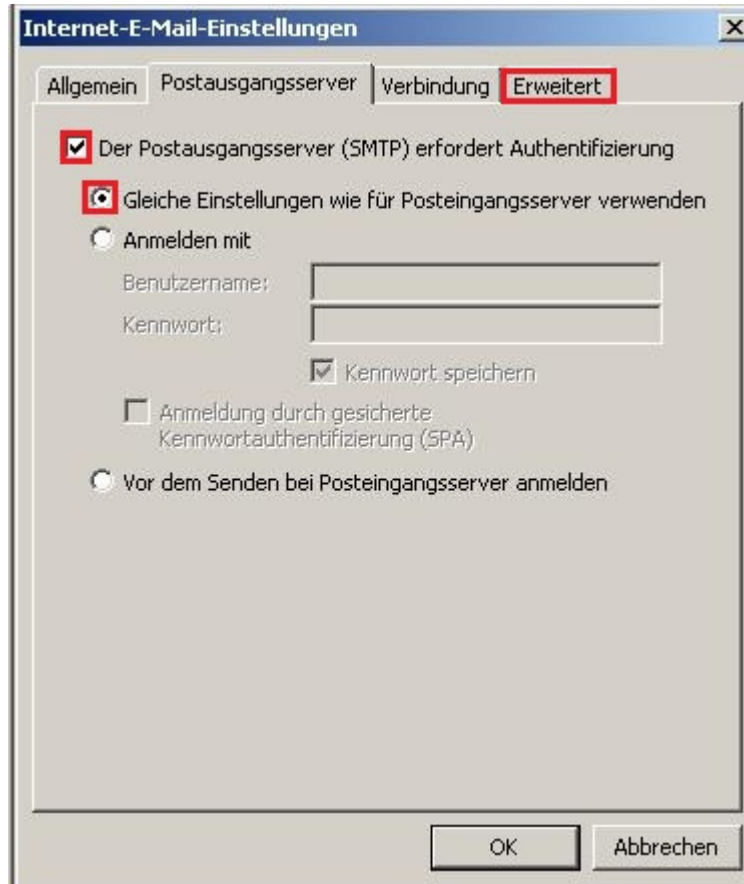 Internet-E-Mail-Einstellungen
Allgemein Postausgangsserver Verbindung Erweitert
Der Postausgangsserver (SMTP) erfordert Authentifizierung
Gleiche Einstellungen wie für Posteingangsserver verwenden
Anmelden mit
Benutzername:
Kennwort:
Kennwort speichern
Anmeldung durch gesicherte
Kennwortauthentifizierung (SPA)
Vor dem Senden bei Posteingangsserver anmelden
OK Abbrechen